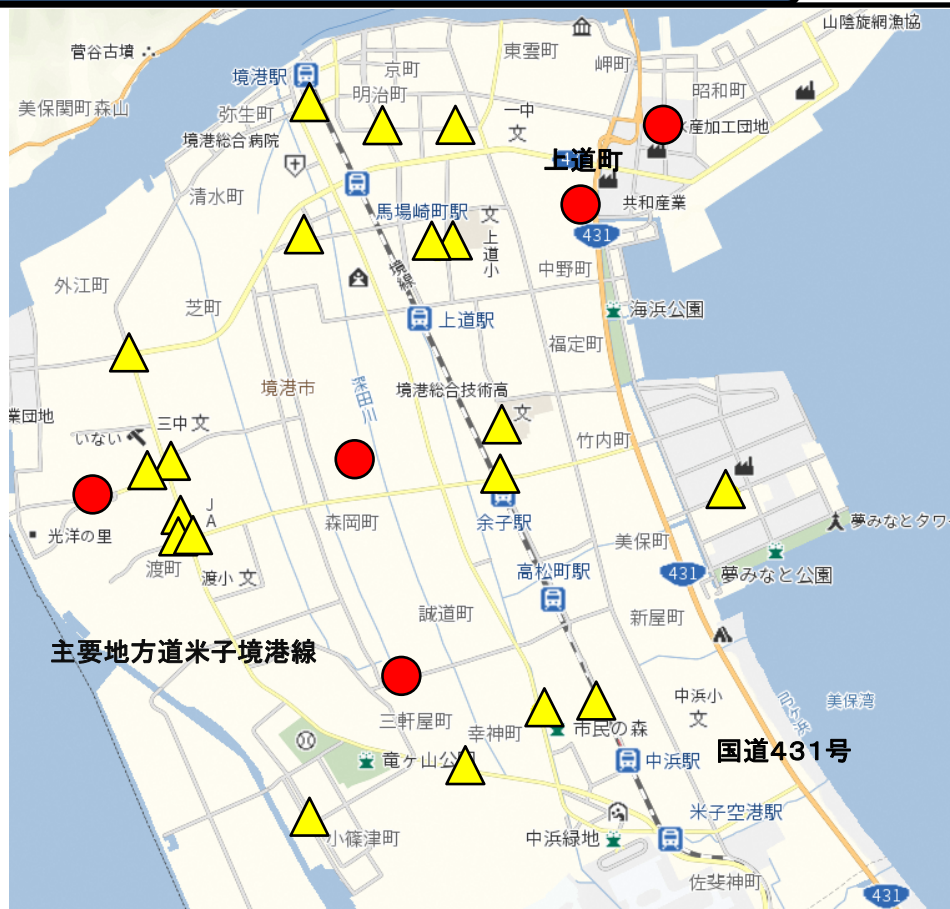 山陰旋網漁協
菅谷古墳
東雲町
岬町
京町
境港駅
明治町
昭和町
美保関町森山
弥生町
一中
文
水産加工団地
境港総合病院
上道町
清水町
共和産業
馬場崎町駅
文
上道小
431
境線
中野町
外江町
芝町
海浜公園
上道駅
福定町
境港市
深田川
境港総合技術高
業団地
文
三中 文
いない
竹内町
JA
森岡町
余子駅
夢みなとタワ
光洋の里
美保町
渡町
渡小 文
高松町駅
431
夢みなと公園
誠道町
新屋町
主要地方道米子境港線
中浜小
文
弓ヶ浜
美保湾
三軒屋町
幸神町
市民の森
国道431号
竜ヶ山公園
中浜駅
米子空港駅
小篠津町
中浜緑地
佐斐神町
431